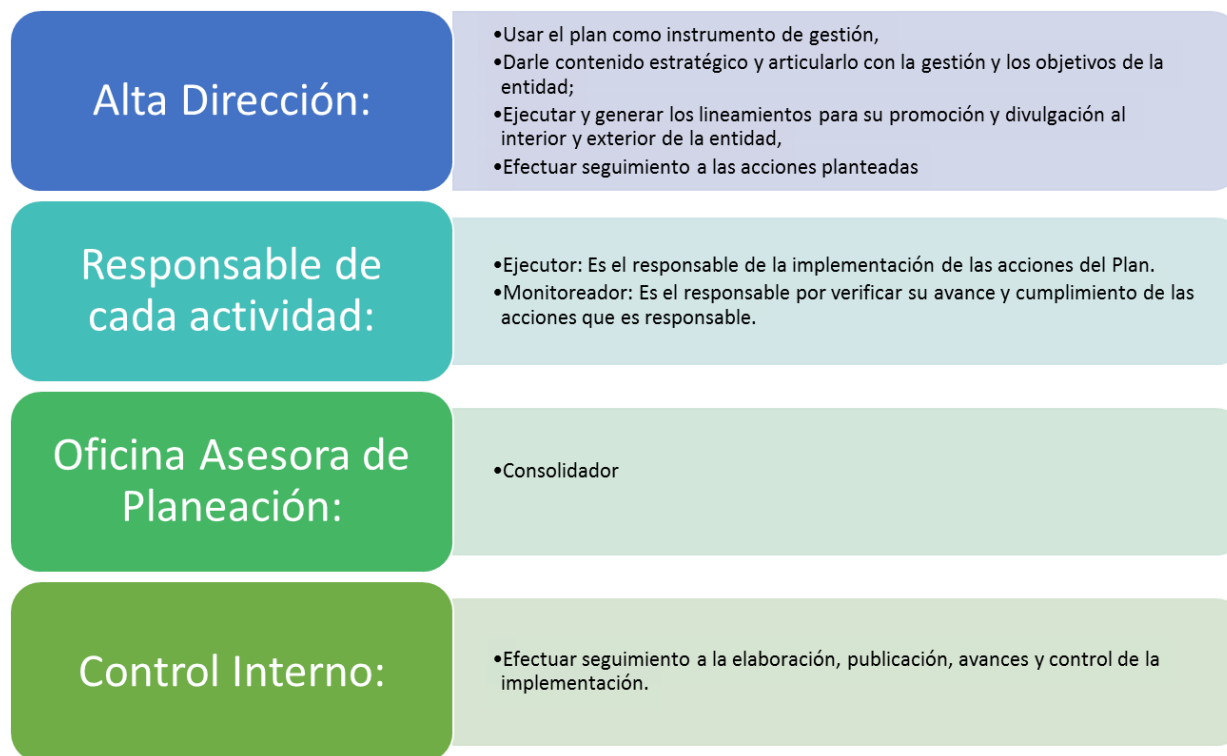 Alta Dirección:
•Usar el plan como instrumento de gestión,
•Darle contenido estratégico y articularlo con la gestión y los objetivos de la
entidad;
•Ejecutar y generar los lineamientos para su promoción y divulgación al
interior y exterior de la entidad,
•Efectuar seguimiento a las acciones planteadas
Responsable de
cada actividad:
•Ejecutor: Es el responsable de la implementación de las acciones del Plan.
•Monitoreador: Es el responsable por verificar su avance y cumplimiento de las
acciones que es responsable.
Oficina Asesora de
Planeación:
•Consolidador
Control Interno:
•Efectuar seguimiento a la elaboración, publicación, avances y control de la
implementación.